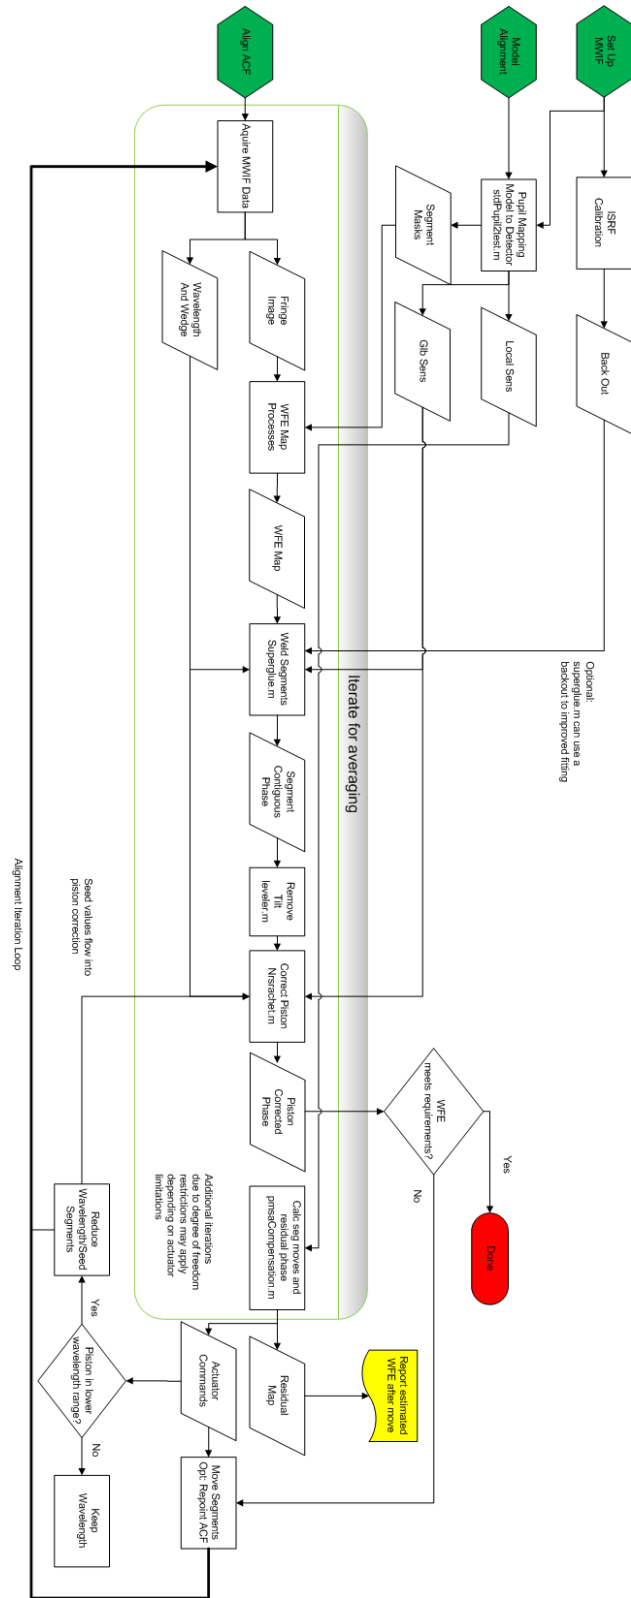 Set Up
MWIF
ISRF
Calibration
Back Out
Optional:
superglue.m can use a
backout to improved fitting
Model
Alignment
Pupil Mapping
Model to Detector
stdPupil2test.m
Local Sens
Glb Sens
Segment
Masks
WFE
meets requirements?
Yes
No
Done
Report estimated
WFE after move
Iterate for averaging
Align ACF
Aquire MWIF
Data
Fringe
Image
Wavelength
And Wedge
WFE Map
Processes
WFE Map
Weld Segments
Superglue.m
Segment
Contiguous
Phase
Remove
Tilt
leveler.m
Correct Piston
Nrsrachet.m
Piston
Corrected
Phase
Calc seg moves and
residual phase
pmsaCompensation.m
Residual
Map
Additional iterations
due to degree of freedom
restrictions may apply
depending on actuator
limitations
Actuator
Commands
Move Segments
Opt: Repoint ACF
Seed values flow into
piston correction
Reduce
Wavelength/Seed
Segments
Yes
Piston in lower
wavelength range?
No
Keep
Wavelength
Alignment Iteration Loop